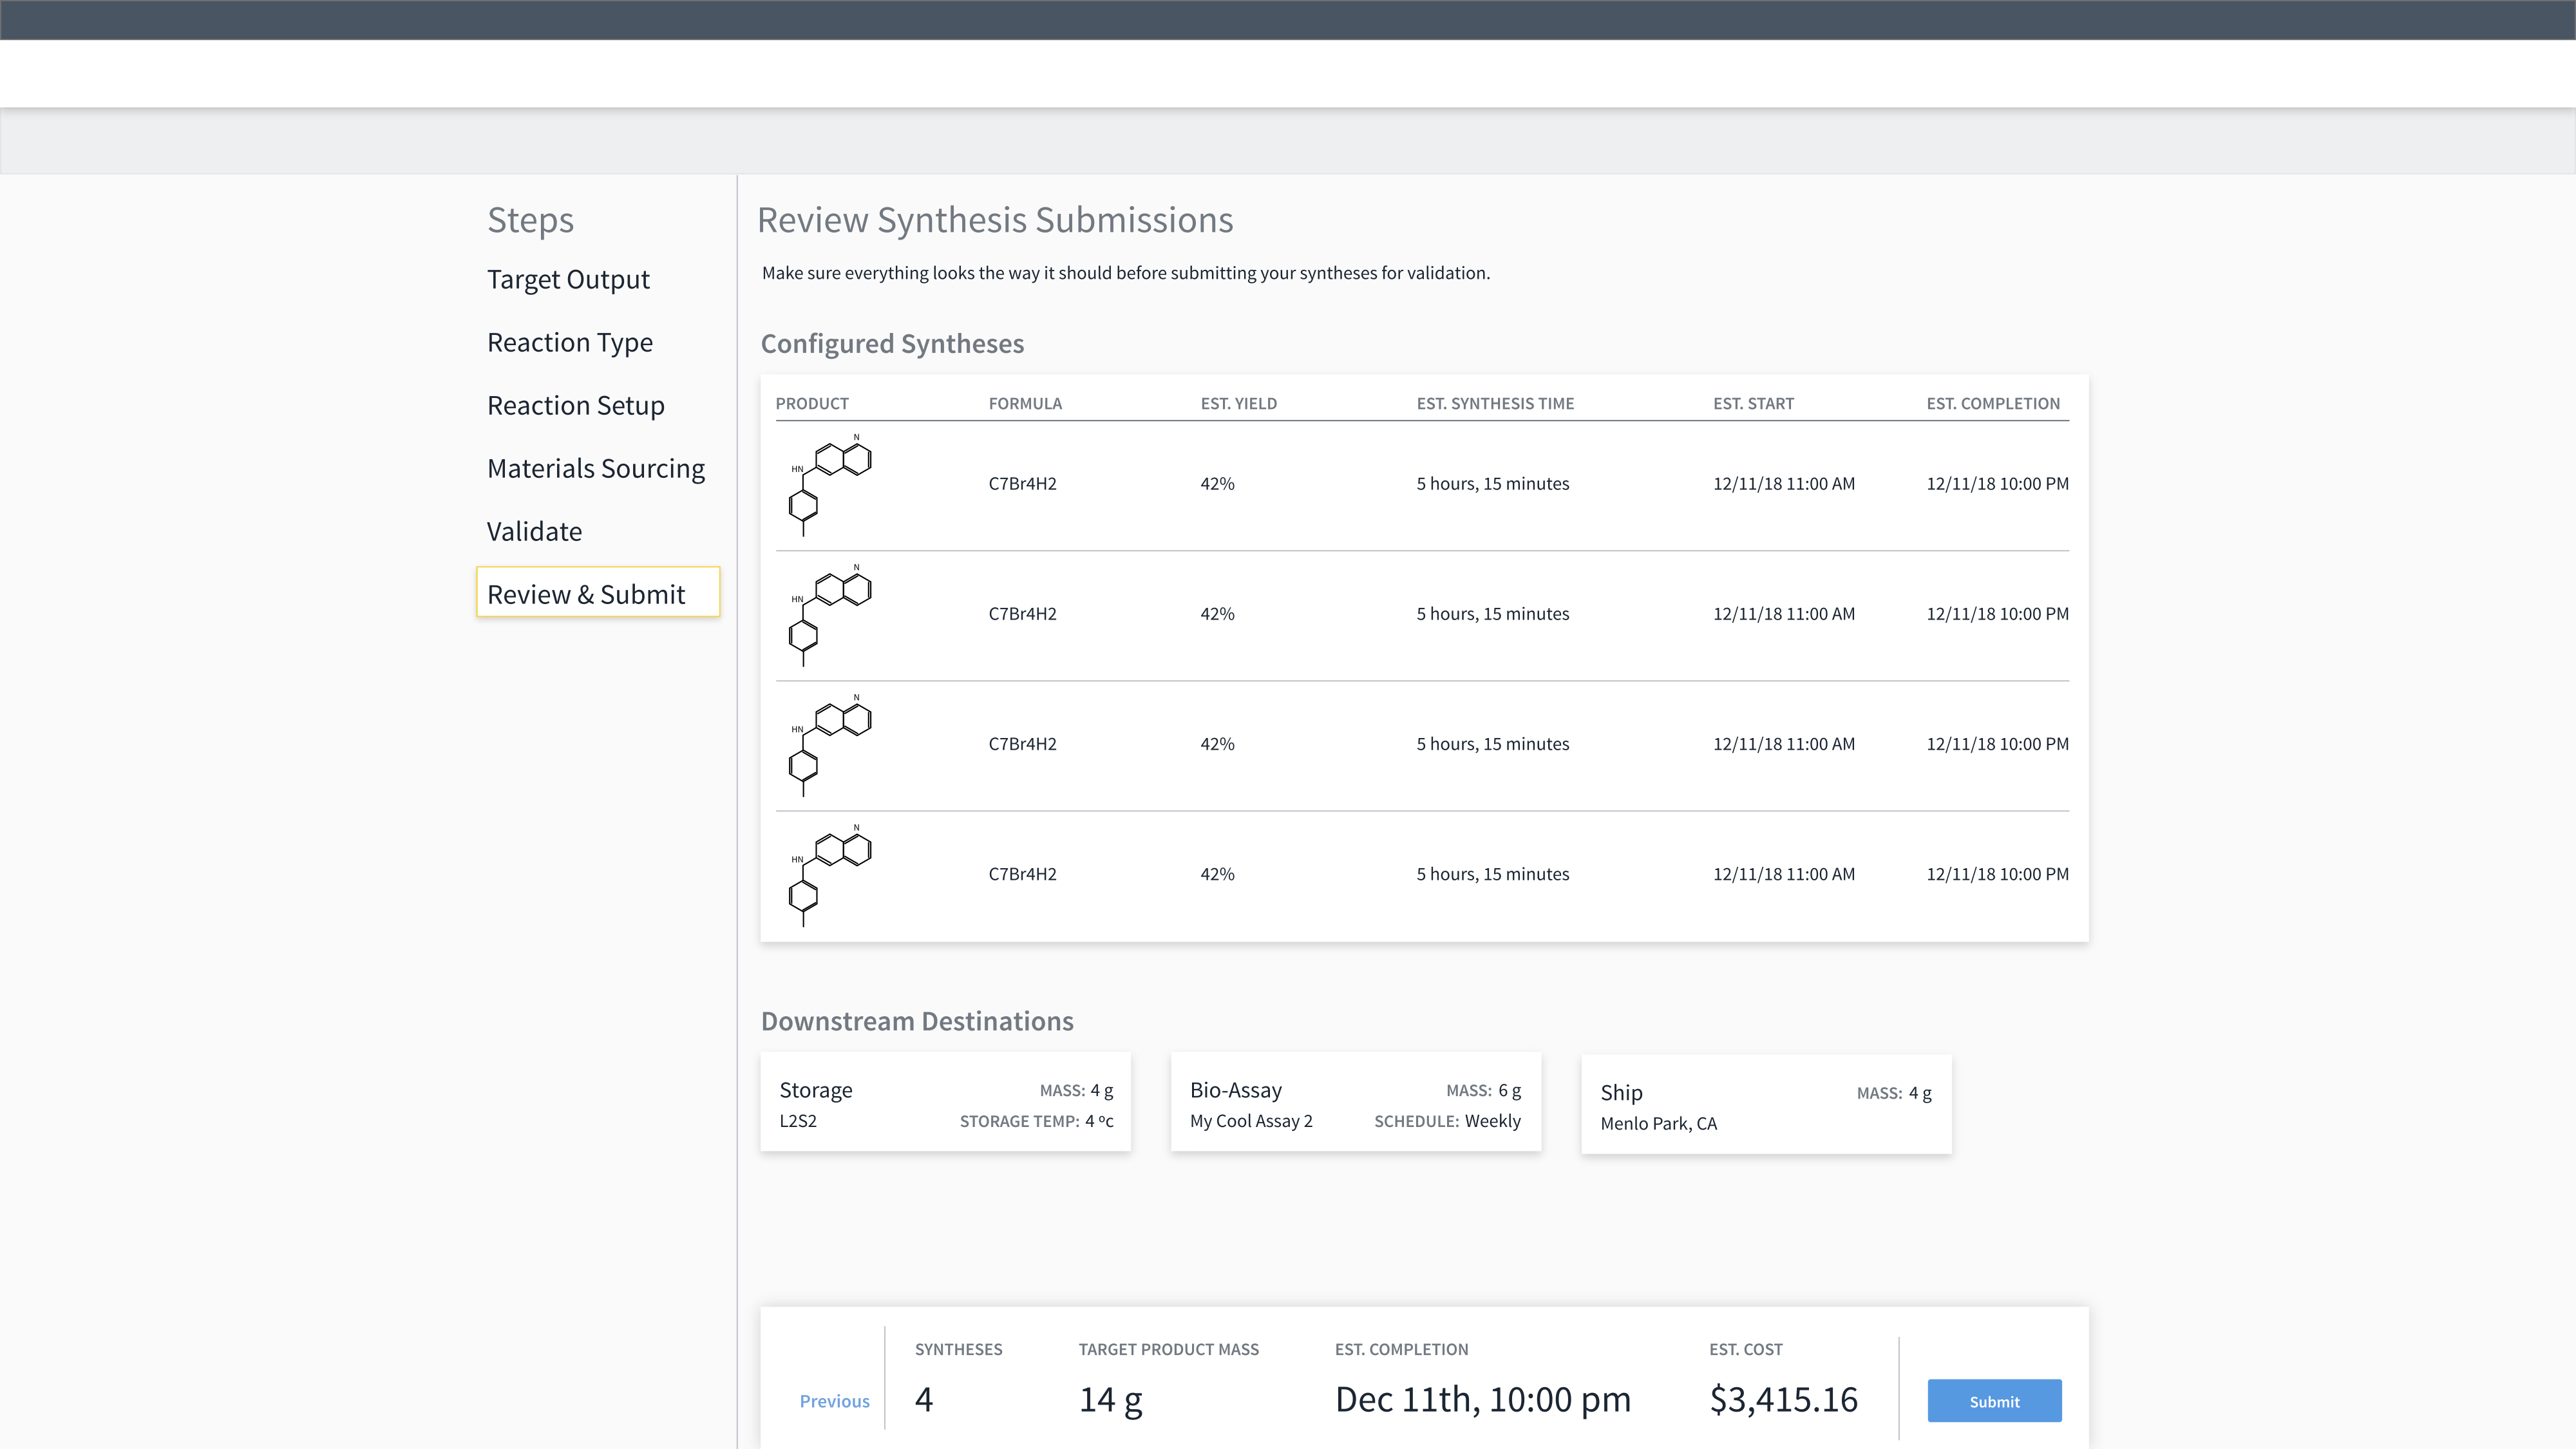 Steps
Target Output
Reaction Type
Reaction Setup
Materials Sourcing
Validate
Review & Submit
Review Synthesis Submissions
Make sure everything looks the way it should before submitting your syntheses for validation.
Configured Syntheses
PRODUCT FORMULA EST. YIELD EST. SYNTHESIS TIME EST. START EST. COMPLETION
N
HN
C7Br4H2 42% 5 hours, 15 minutes 12/11/18 11:00 AM 12/11/18 10:00 PM
N
HN
C7Br4H2 42% 5 hours, 15 minutes 12/11/18 11:00 AM 12/11/18 10:00 PM
N
HN
C7Br4H2 42% 5 hours, 15 minutes 12/11/18 11:00 AM 12/11/18 10:00 PM
N
HN
C7Br4H2 42% 5 hours, 15 minutes 12/11/18 11:00 AM 12/11/18 10:00 PM
Downstream Destinations
Storage MASS: 4 g
L2S2 STORAGE TEMP: 4 ºc
Bio-Assay MASS: 6 g
My Cool Assay 2 SCHEDULE: Weekly
Ship MASS: 4 g
Menlo Park, CA
Previous
SYNTHESES TARGET PRODUCT MASS EST. COMPLETION EST. COST
4 14 g Dec 11th, 10:00 pm $3,415.16
Submit